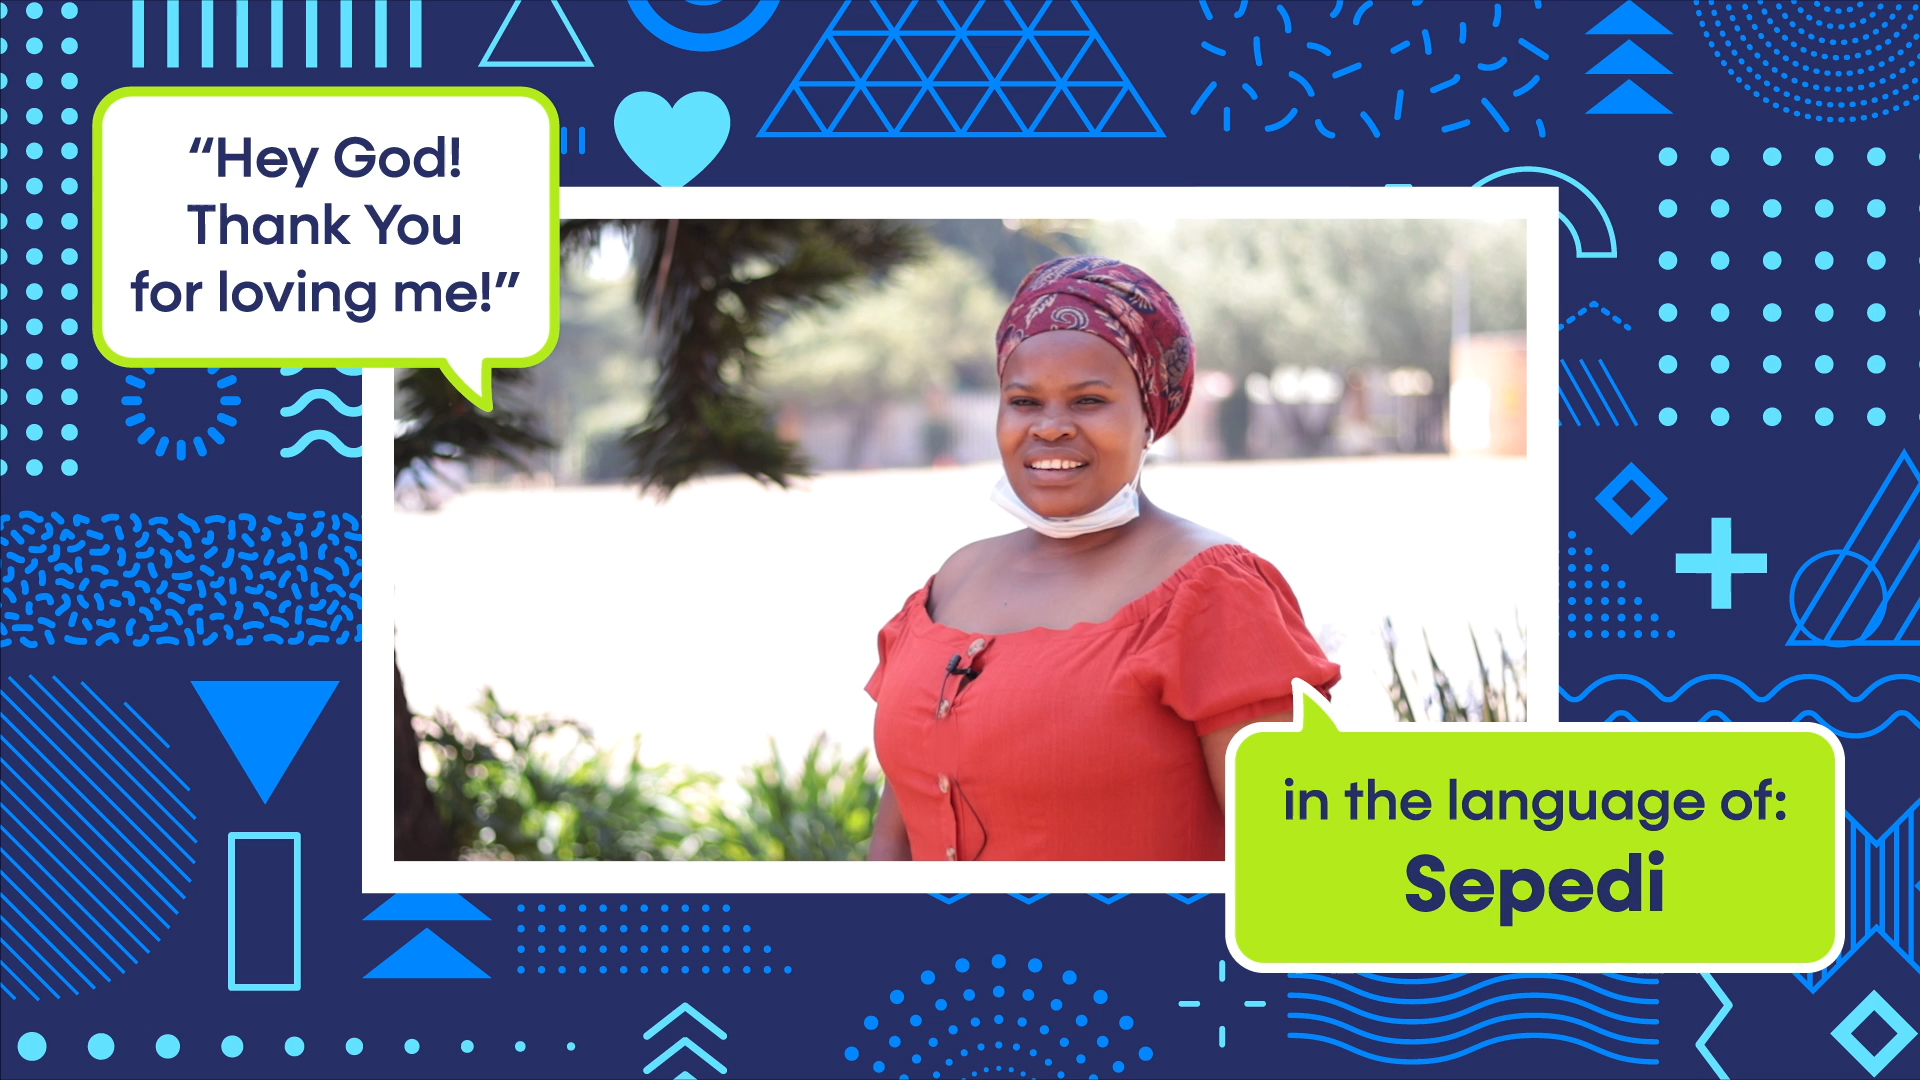 “Hey God!
Thank You
for loving me!”
in the language of:
Sepedi